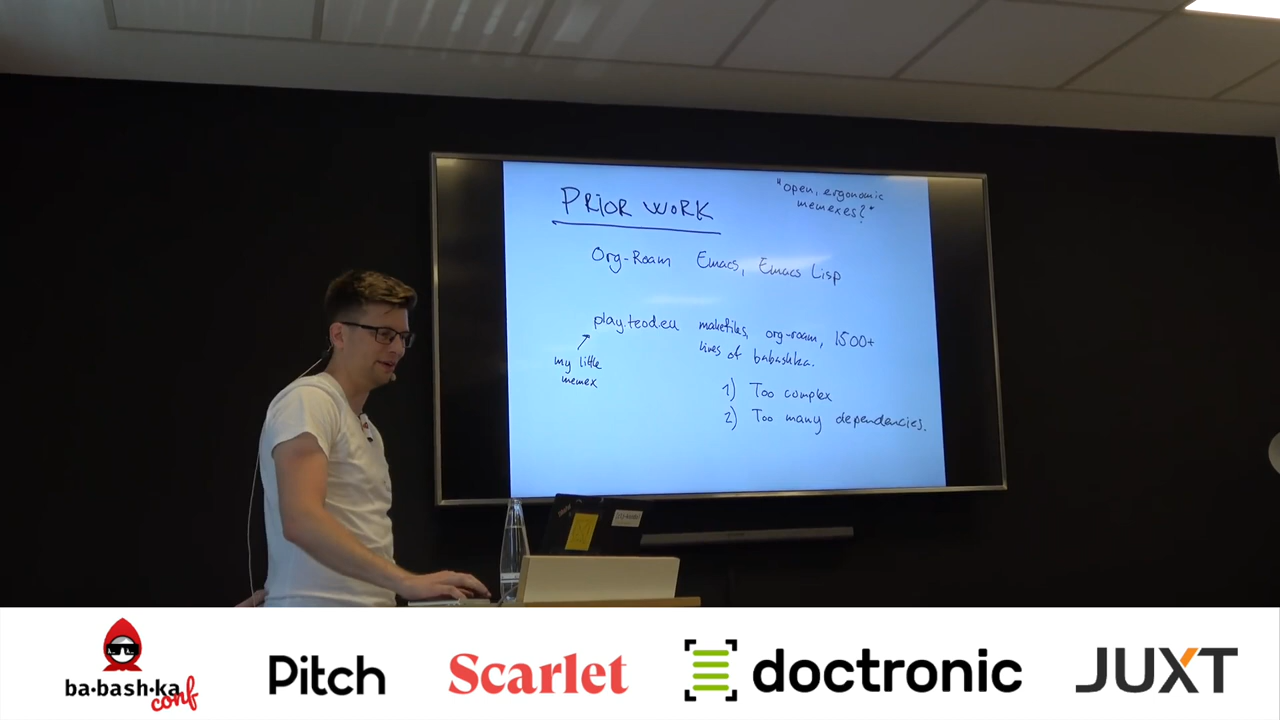 PRIOR WORK
"open, ergonomic
memexes?"
Org-Roam Emacs, Emacs Lisp
play.teod.eu makefiles, org-roam, 1500+
lines of babashka.
my little
memex
1) Too complex
2) Too many dependencies.
ba·bash·ka
conf
Pitch
Scarlet
doctronic
JUXT